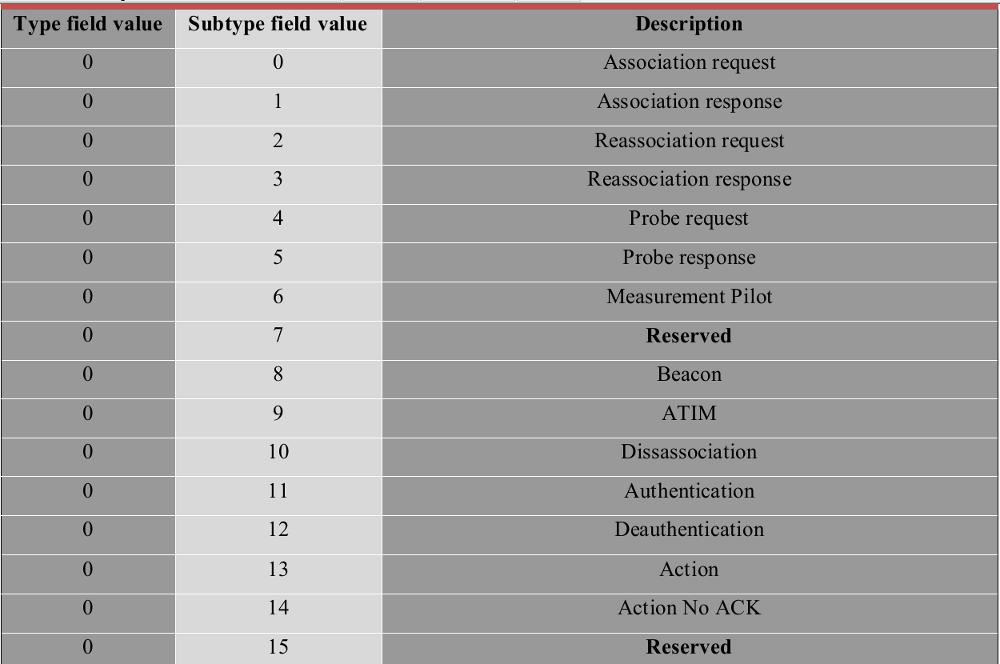 Type field value Subtype field value Description
0 0 Association request
0 1 Association response
0 2 Reassociation request
0 3 Reassociation response
0 4 Probe request
0 5 Probe response
0 6 Measurement Pilot
0 7 Reserved
0 8 Beacon
0 9 ATIM
0 10 Dissassociation
0 11 Authentication
0 12 Deauthentication
0 13 Action
0 14 Action No ACK
0 15 Reserved